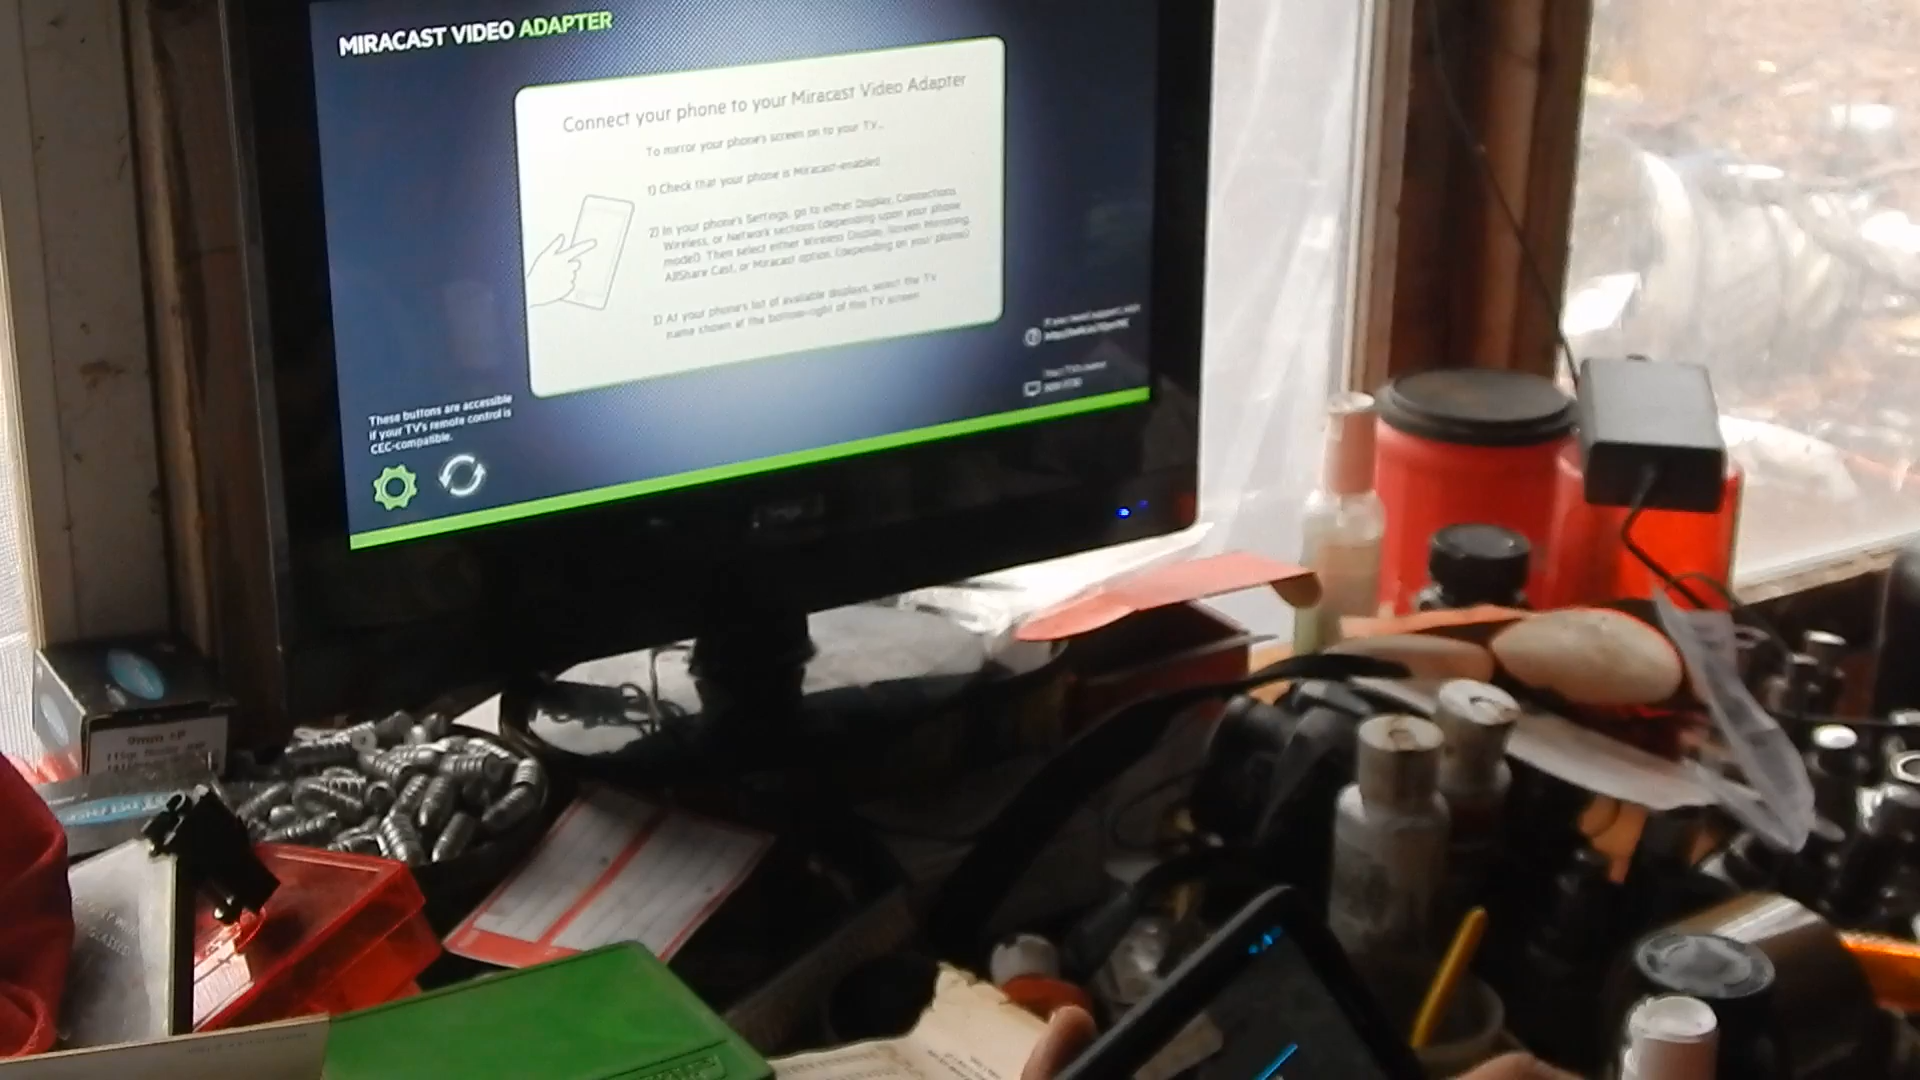 MIRACAST VIDEO ADAPTER
Connect your phone to your Miracast Video Adapter
To mirror your phone's screen on to your TV...
1) Check that your phone is Miracast-enabled
2) In your phone's Settings, go to either Display, Connections
Wireless, or Network sections (depending upon your phone
model). Then select either Wireless Display, Screen Mirroring,
AllShare Cast, or Miracast option. (depending on your phone)
3) At your phone's list of available displays, select the TV
name shown at the bottom-right of this TV screen
These buttons are accessible
if your TV's remote control is
CEC-compatible.
9mm +P